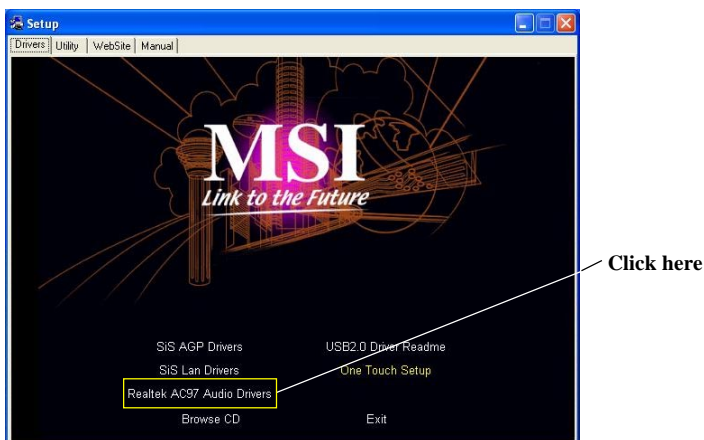 Setup
Drivers Utility WebSite Manual
MSI
Link to the Future
Click here
SiS AGP Drivers USB2.0 Driver Readme
SiS Lan Drivers One Touch Setup
Realtek AC97 Audio Drivers
Browse CD Exit